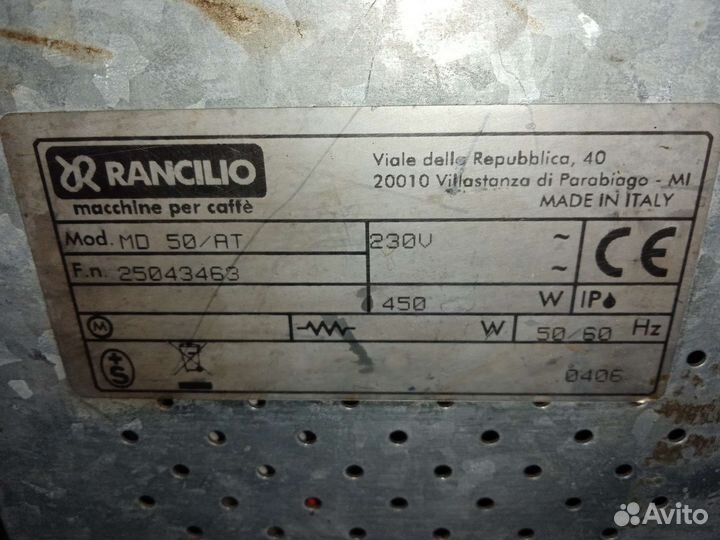 RANCILIO
macchine per caffè
Viale della Repubblica, 40
20010 Villastanza di Parabiago - MI
MADE IN ITALY
Mod. MD 50/AT
230V ~
F.n. 25043463
~
CE
450 W
IP
M
W
50/60 Hz
+S
0406
Avito